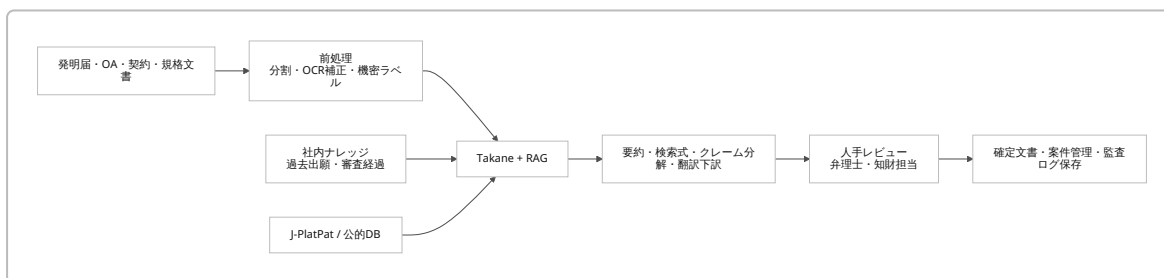 発明届・OA・契約・規格文
書
前処理
分割・OCR補正・機密ラベ
ル
社内ナレッジ
過去出願・審査経過
J-PlatPat / 公的DB
Takane + RAG
要約・検索式・クレーム分
解・翻訳下訳
人手レビュー
弁理士・知財担当
確定文書・案件管理・監査
ログ保存